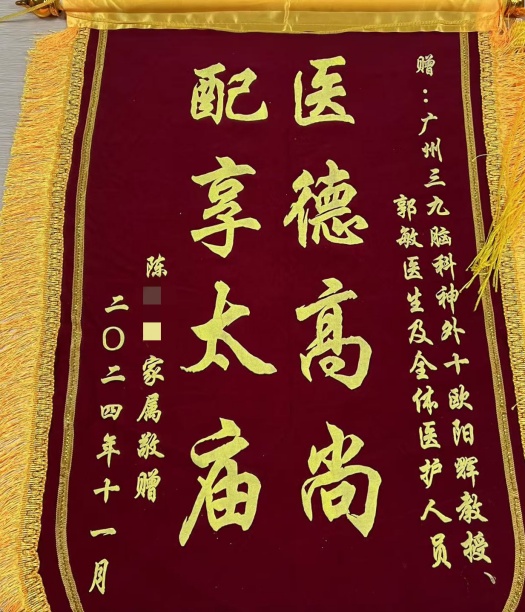 赠：广州三九脑科神外十欧阳辉教授、
郭敏医生及全体医护人员
医德高尚
配享太庙
陈
家属敬赠
二〇二四年十一月